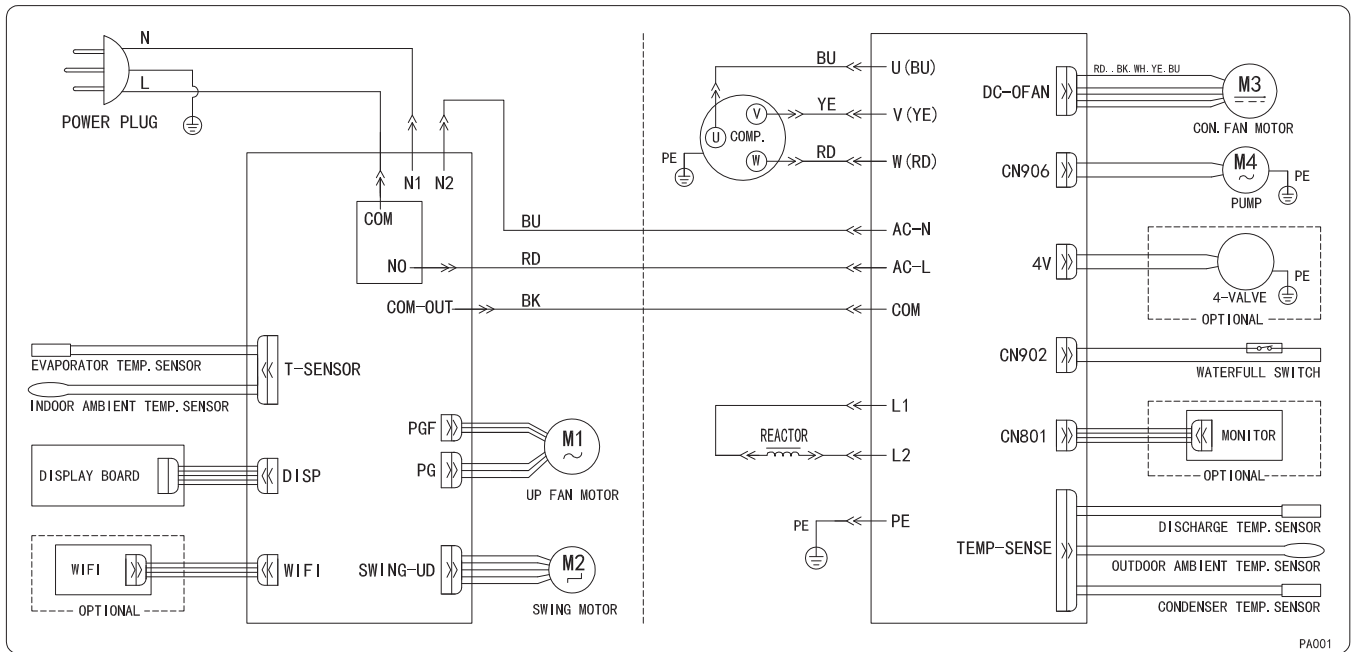 N
L
POWER PLUG
N1 N2
COM
NO
COM-OUT
BU
RD
BK
EVAPORATOR TEMP. SENSOR
INDOOR AMBIENT TEMP. SENSOR
T-SENSOR
DISPLAY BOARD
DISP
WIFI
WIFI
OPTIONAL
PGF
PG
M1
~
UP FAN MOTOR
SWING-UD
M2
SWING MOTOR
BU
YE
RD
U
V
W
COMP.
PE
U (BU)
V (YE)
W (RD)
AC-N
AC-L
COM
L1
REACTOR
L2
PE
PE
DC-OFAN
RD. . BK. WH. YE. BU
M3
CON. FAN MOTOR
CN906
M4
~
PE
PUMP
4V
PE
4-VALVE
OPTIONAL
CN902
WATERFULL SWITCH
CN801
MONITOR
OPTIONAL
TEMP-SENSE
DISCHARGE TEMP. SENSOR
OUTDOOR AMBIENT TEMP. SENSOR
CONDENSER TEMP. SENSOR
PA001